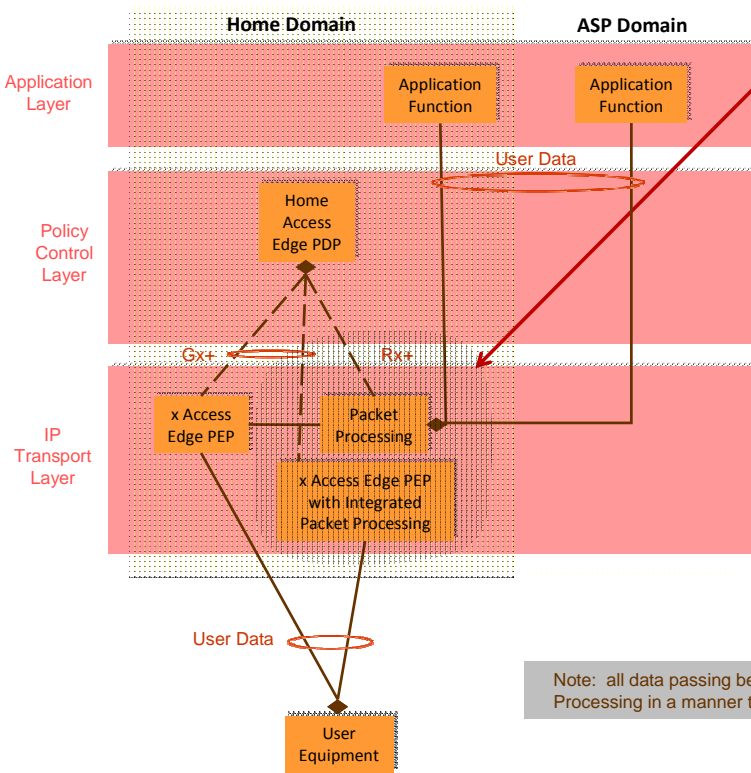 Home Domain
ASP Domain
Application
Layer
Application
Function
Application
Function
User Data
Policy
Control
Layer
Home
Access
Edge PDP
Gx+
Rx+
IP
Transport
Layer
x Access
Edge PEP
Packet
Processing
x Access Edge PEP
with Integrated
Packet Processing
User Data
Note: all data passing be
Processing in a manner t
User
Equipment